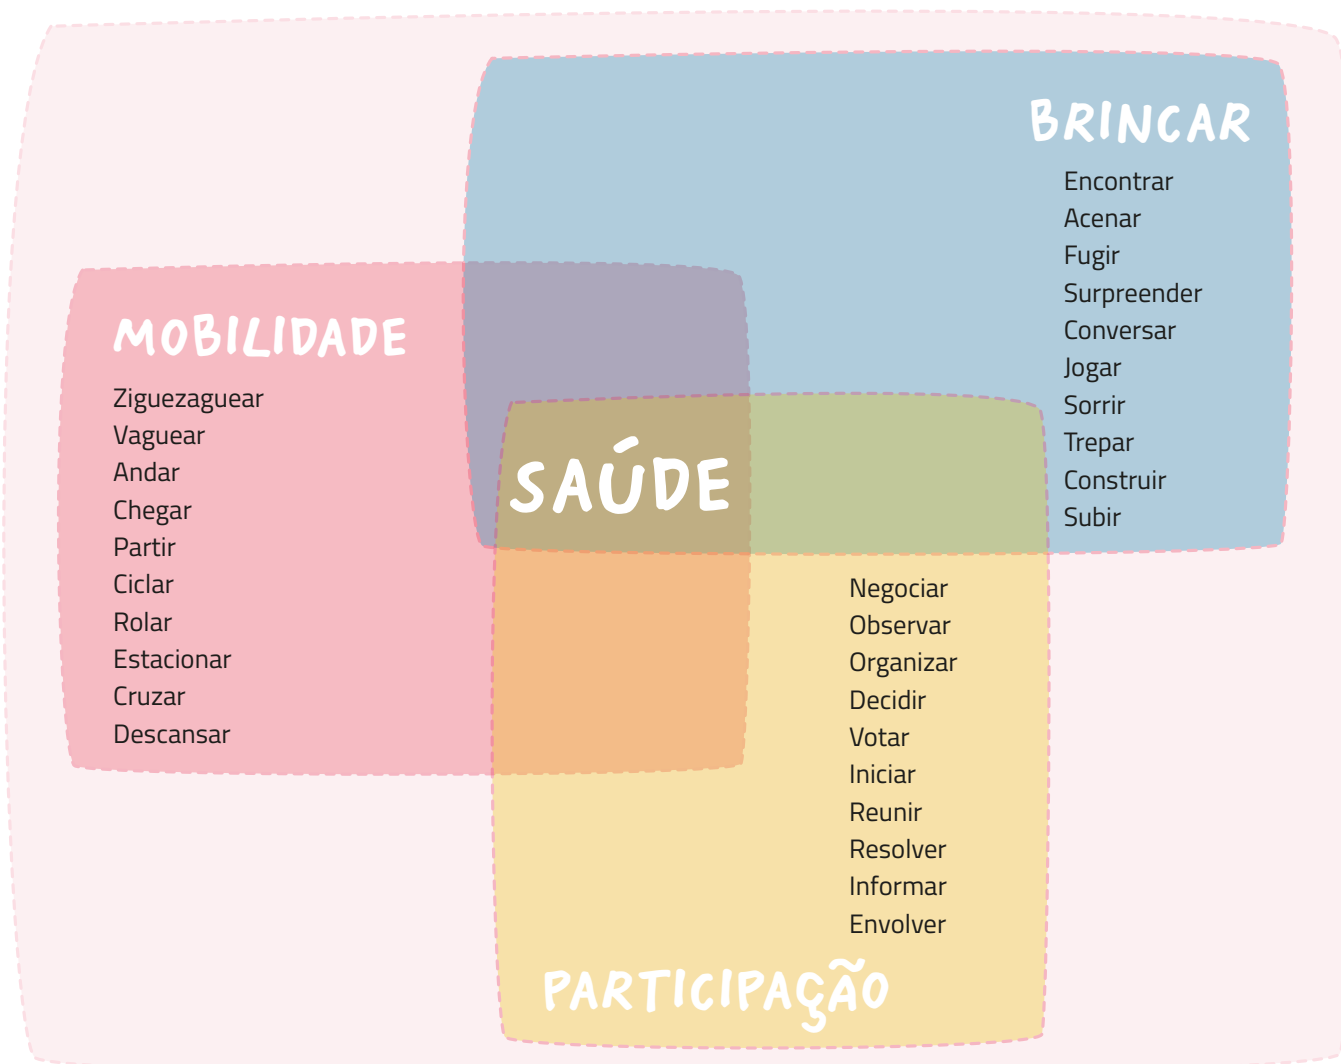 BRINCAR
Encontrar
Acenar
Fugir
Surpreender
Conversar
Jogar
Sorrir
Trepar
Construir
Subir
MOBILIDADE
Ziguezaguear
Vaguear
Andar
Chegar
Partir
Ciclar
Rolar
Estacionar
Cruzar
Descansar
SAÚDE
Negociar
Observar
Organizar
Decidir
Votar
Iniciar
Reunir
Resolver
Informar
Envolver
PARTICIPAÇÃO